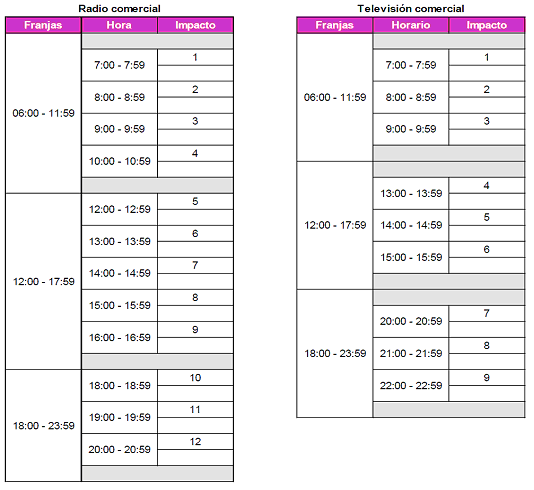 Radio comercial
Franjas Hora Impacto
06:00 - 11:59
7:00 - 7:59 1
8:00 - 8:59 2
9:00 - 9:59 3
10:00 - 10:59 4
12:00 - 17:59
12:00 - 12:59 5
13:00 - 13:59 6
14:00 - 14:59 7
15:00 - 15:59 8
16:00 - 16:59 9
18:00 - 23:59
18:00 - 18:59 10
19:00 - 19:59 11
20:00 - 20:59 12
Televisión comercial
Franjas Horario Impacto
06:00 - 11:59
7:00 - 7:59 1
8:00 - 8:59 2
9:00 - 9:59 3
12:00 - 17:59
13:00 - 13:59 4
14:00 - 14:59 5
15:00 - 15:59 6
18:00 - 23:59
20:00 - 20:59 7
21:00 - 21:59 8
22:00 - 22:59 9